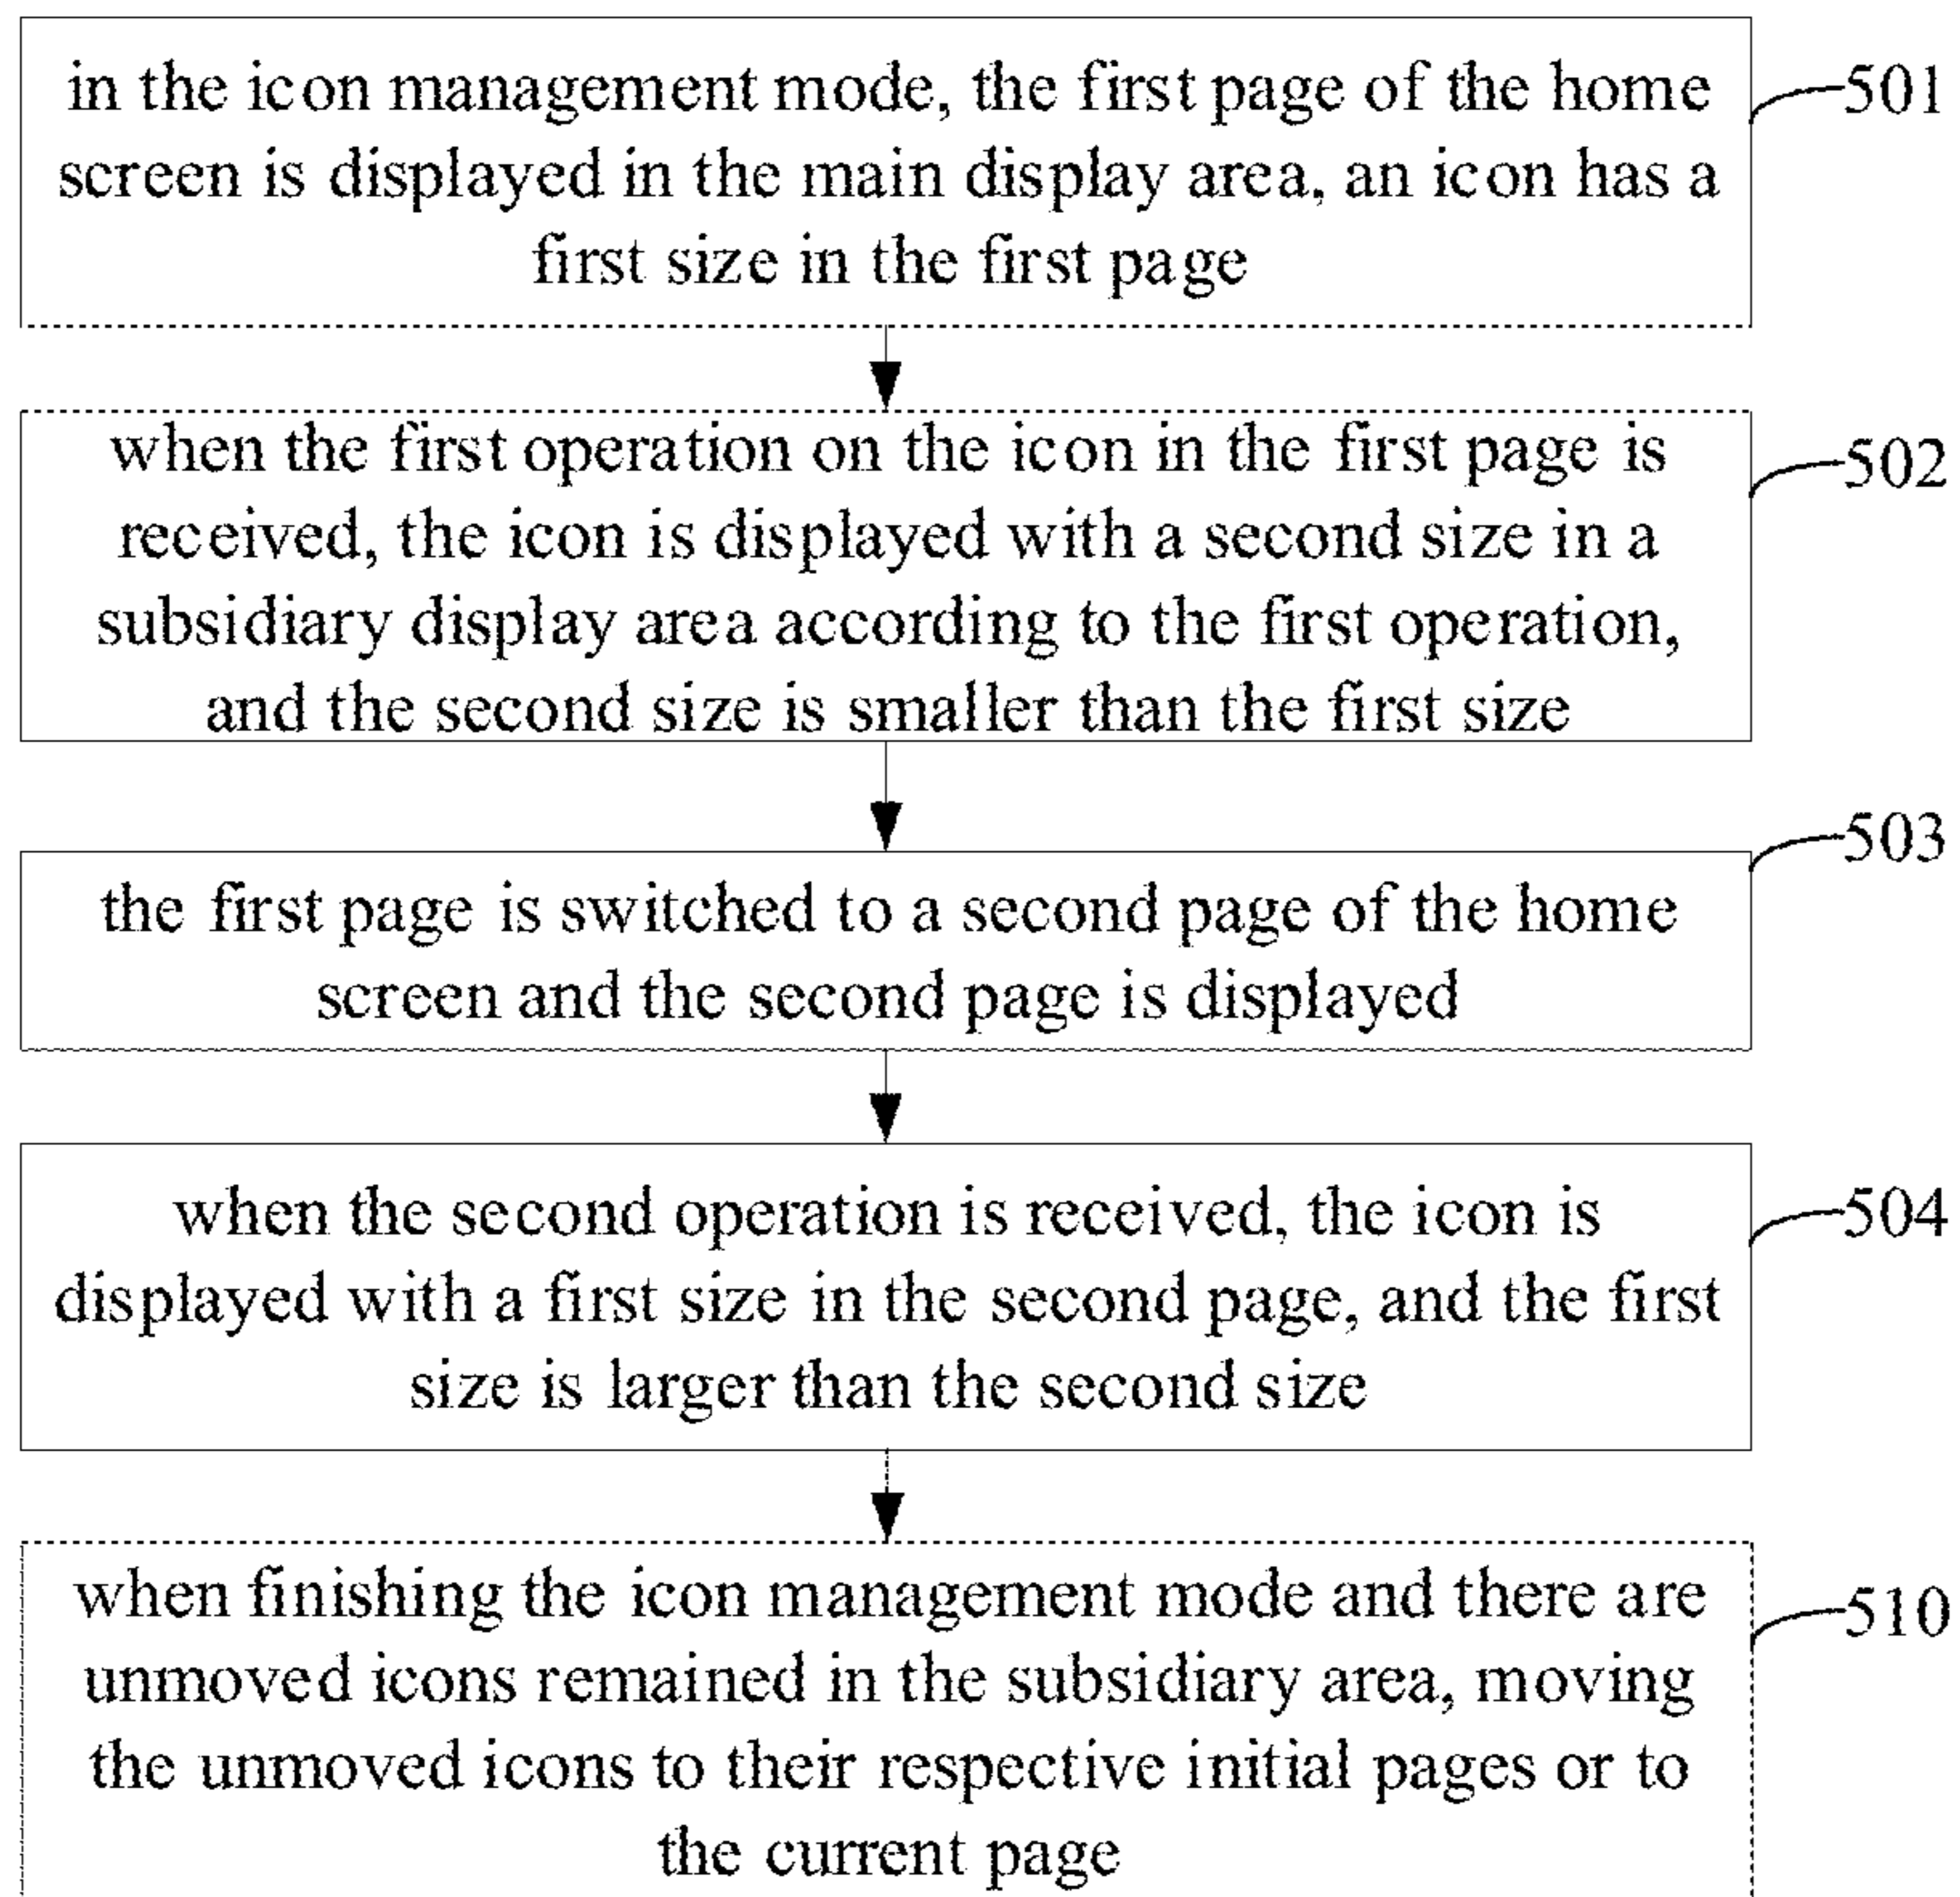 in the icon management mode, the first page of the home
screen is displayed in the main display area, an icon has a
first size in the first page
501
when the first operation on the icon in the first page is
received, the icon is displayed with a second size in a
subsidiary display area according to the first operation,
and the second size is smaller than the first size
502
the first page is switched to a second page of the home
screen and the second page is displayed
503
when the second operation is received, the icon is
displayed with a first size in the second page, and the first
size is larger than the second size
504
when finishing the icon management mode and there are
unmoved icons remained in the subsidiary area, moving
the unmoved icons to their respective initial pages or to
the current page
510